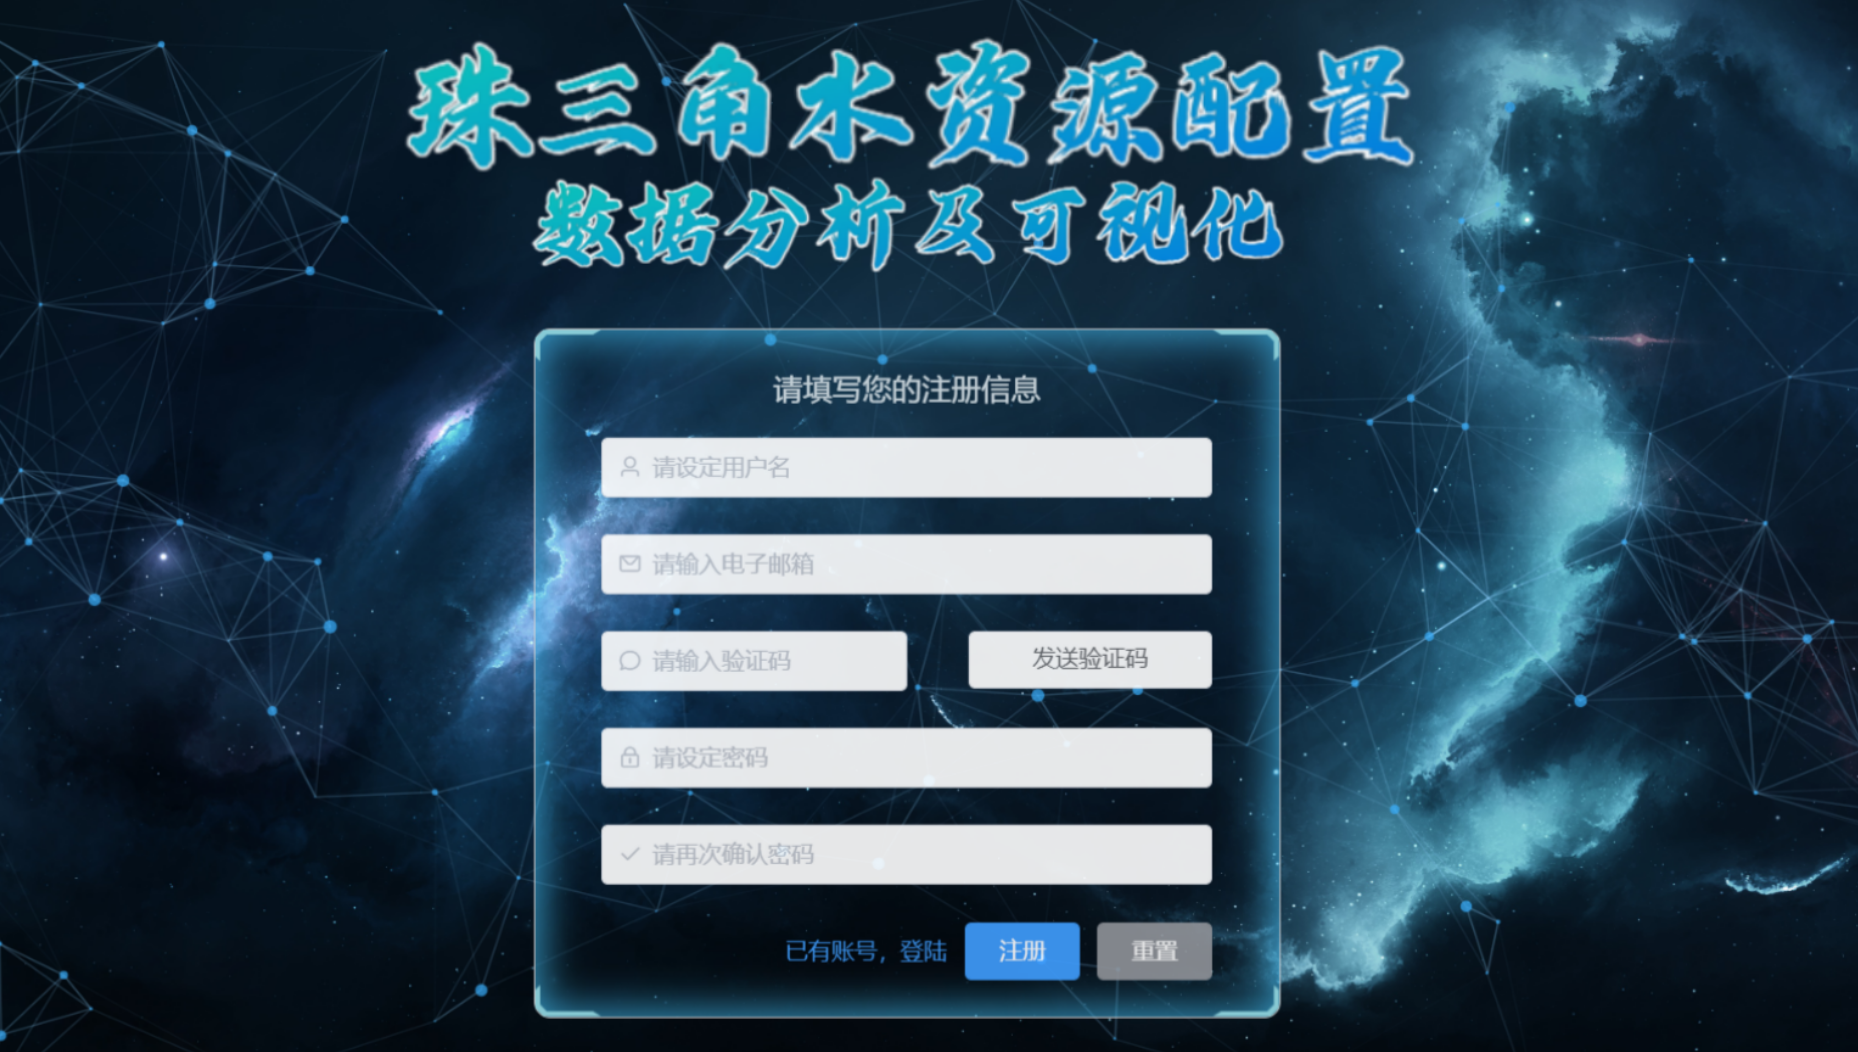 珠三角水资源配置
数据分析及可视化
请填写您的注册信息
请设定用户名
请输入电子邮箱
请输入验证码
发送验证码
请设定密码
请再次确认密码
已有账号，登陆
注册
重置